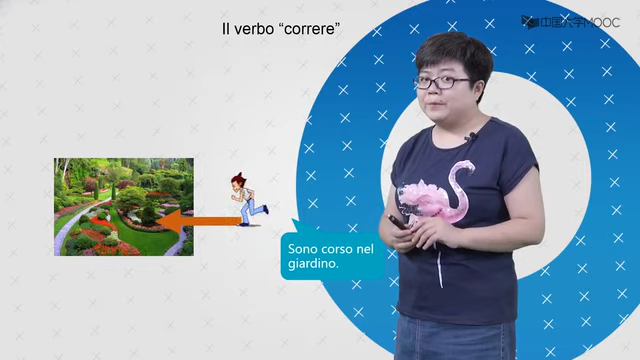 Il verbo “correre”
中国大学MOOC
Sono corso nel
giardino.